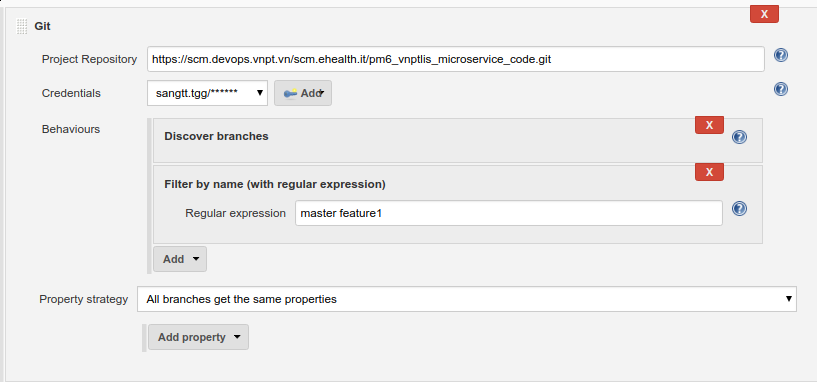 X
Git
Project Repository https://scm.devops.vnpt.vn/scm.ehealth.it/pm6_vnptlis_microservice_code.git ?
Credentials sangtt.tgg/****** Add ?
Behaviours
X
Discover branches ?
X
Filter by name (with regular expression)
Regular expression master feature1 ?
Add
Property strategy All branches get the same properties
Add property